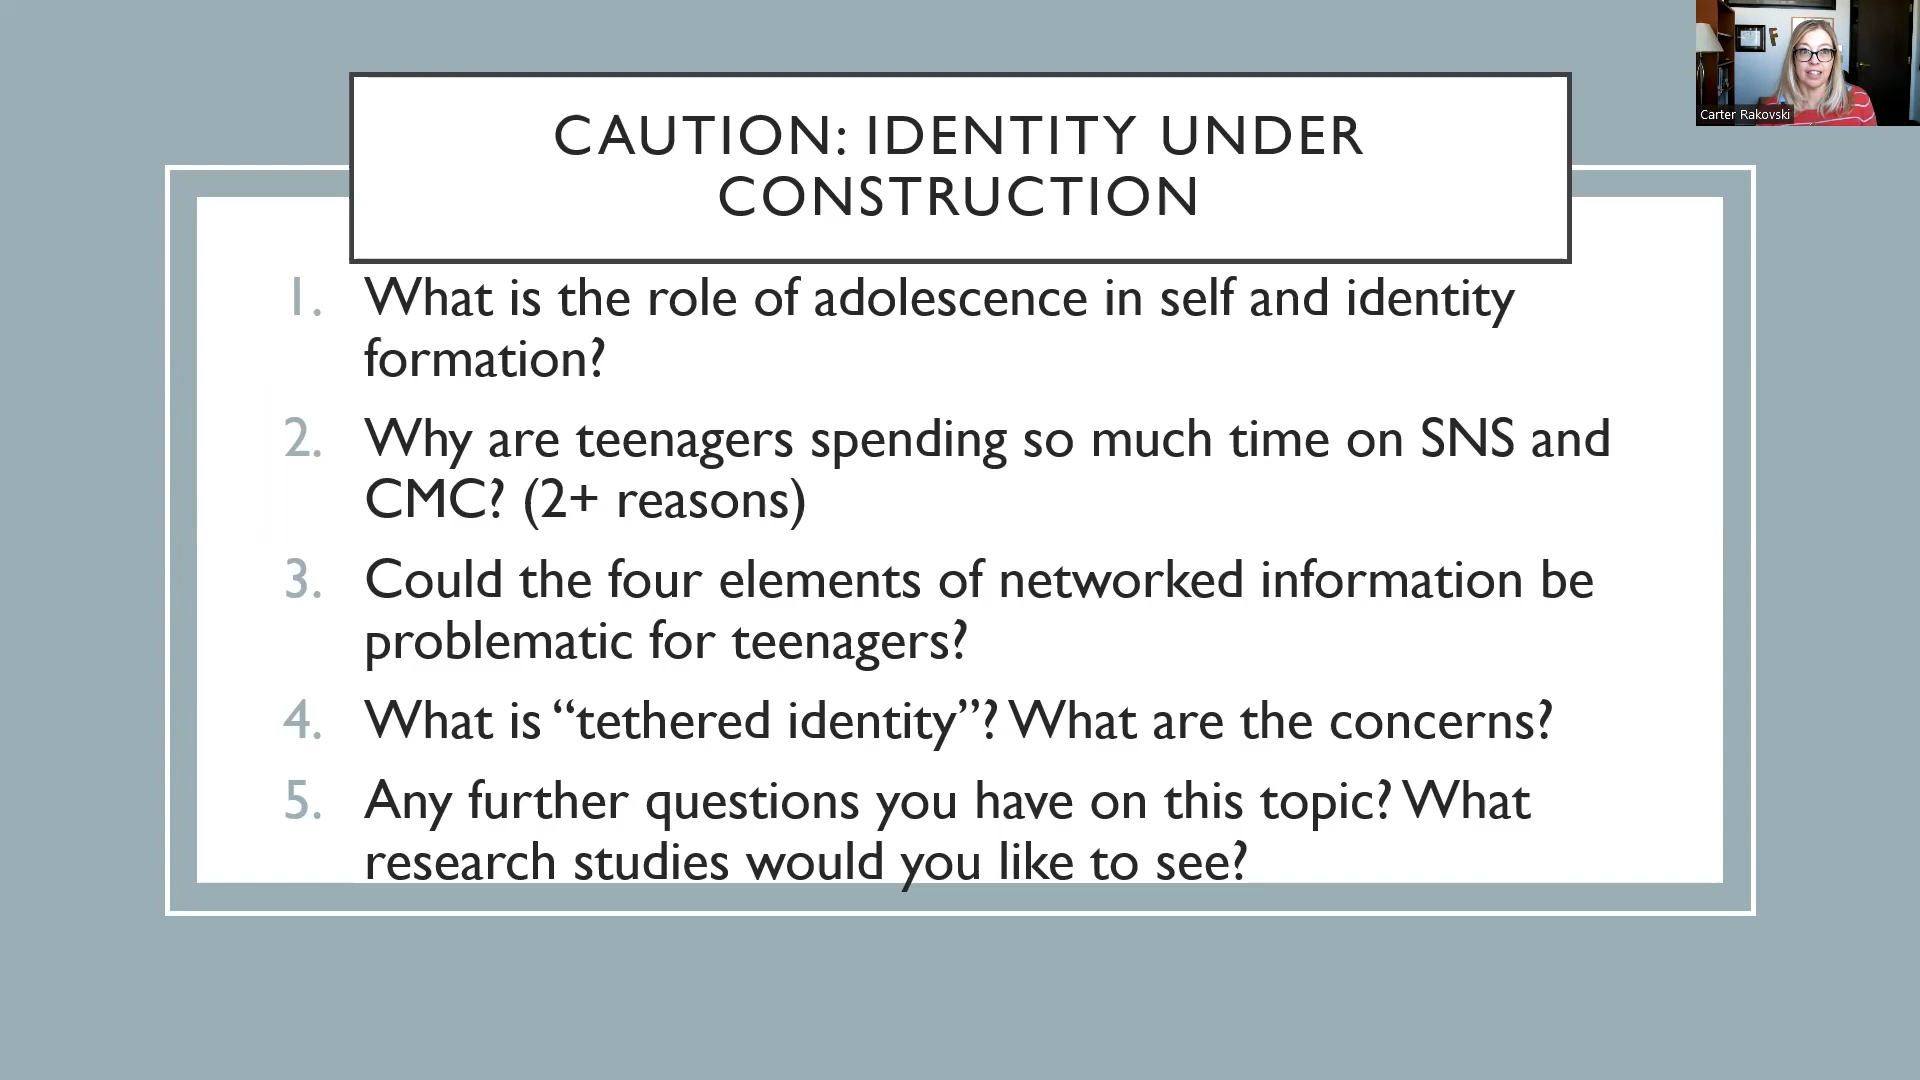 CAUTION: IDENTITY UNDER
CONSTRUCTION
1. What is the role of adolescence in self and identity
formation?
2. Why are teenagers spending so much time on SNS and
CMC? (2+ reasons)
3. Could the four elements of networked information be
problematic for teenagers?
4. What is “tethered identity”? What are the concerns?
5. Any further questions you have on this topic? What
research studies would you like to see?
Carter Rakovski